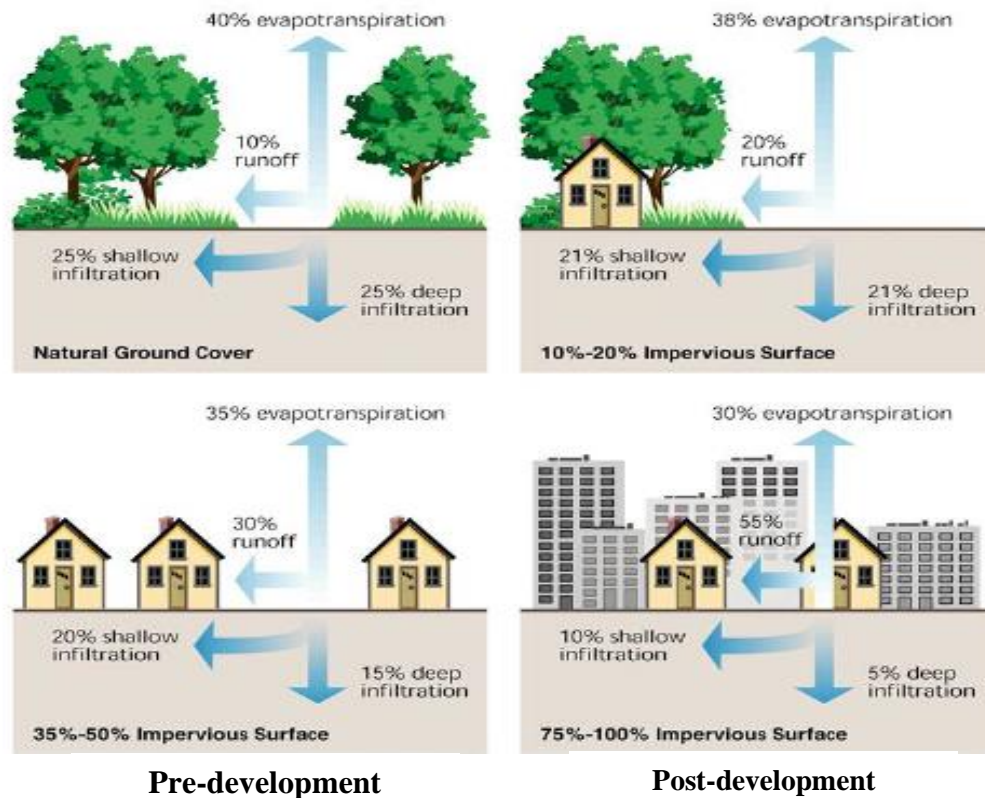 40% evapotranspiration
10%
runoff
25% shallow
infiltration
25% deep
infiltration
Natural Ground Cover
38% evapotranspiration
20%
runoff
21% shallow
infiltration
21% deep
infiltration
10%-20% Impervious Surface
35% evapotranspiration
30%
runoff
20% shallow
infiltration
15% deep
infiltration
35%-50% Impervious Surface
30% evapotranspiration
55%
runoff
10% shallow
infiltration
5% deep
infiltration
75%-100% Impervious Surface
Pre-development
Post-development